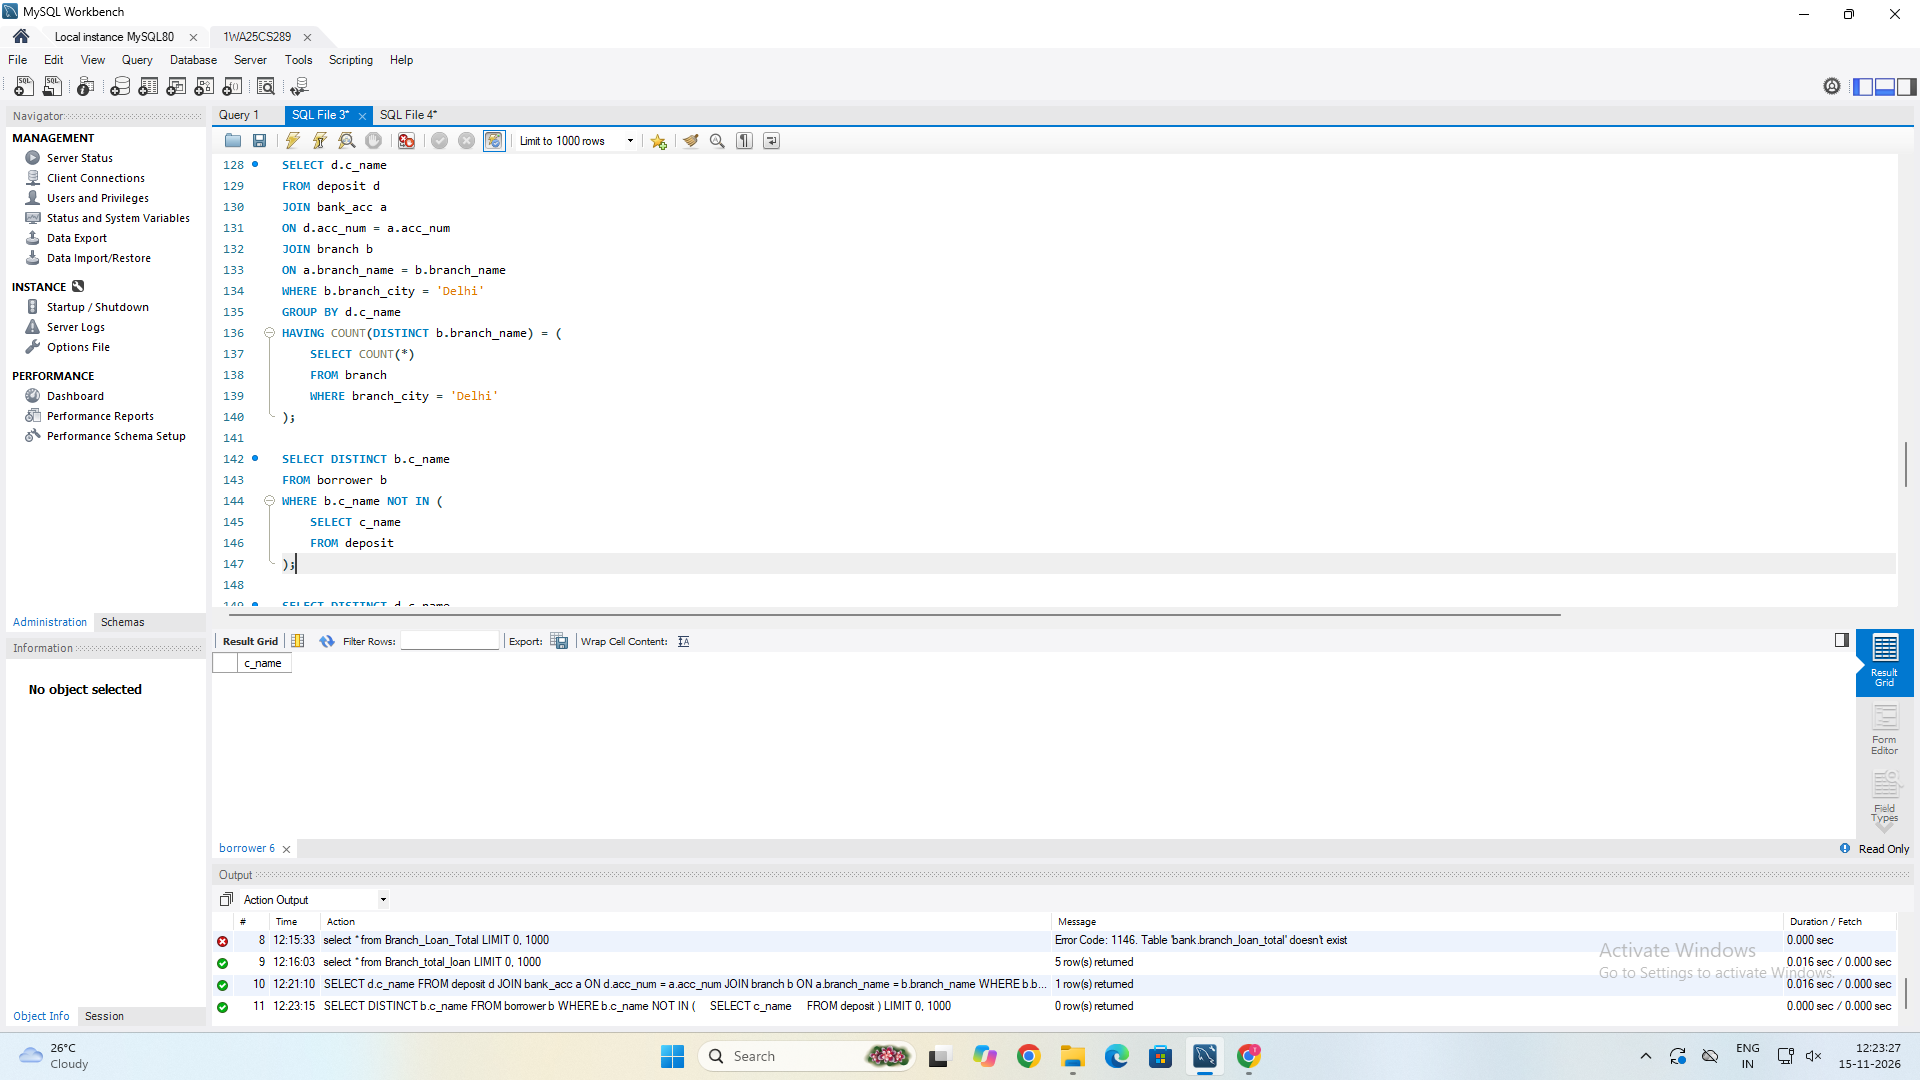 MySQL Workbench
Local instance MySQL80
1WA25CS289
File Edit View Query Database Server Tools Scripting Help
Navigator
MANAGEMENT
Server Status
Client Connections
Users and Privileges
Status and System Variables
Data Export
Data Import/Restore
INSTANCE
Startup / Shutdown
Server Logs
Options File
PERFORMANCE
Dashboard
Performance Reports
Performance Schema Setup
Administration Schemas
Information
No object selected
Object Info Session
Query 1 SQL File 3* SQL File 4*
Limit to 1000 rows
128 SELECT d.c_name
129 FROM deposit d
130 JOIN bank_acc a
131 ON d.acc_num = a.acc_num
132 JOIN branch b
133 ON a.branch_name = b.branch_name
134 WHERE b.branch_city = 'Delhi'
135 GROUP BY d.c_name
136 HAVING COUNT(DISTINCT b.branch_name) = (
137 SELECT COUNT(*)
138 FROM branch
139 WHERE branch_city = 'Delhi'
140 );
141
142 SELECT DISTINCT b.c_name
143 FROM borrower b
144 WHERE b.c_name NOT IN (
145 SELECT c_name
146 FROM deposit
147 );
148
149 SELECT DISTINCT d.c_name
Result Grid Filter Rows: Export: Wrap Cell Content:
c_name
Result Grid
Form Editor
Field Types
borrower 6
Read Only
Output
Action Output
# Time Action Message Duration / Fetch
8 12:15:33 select * from Branch_Loan_Total LIMIT 0, 1000 Error Code: 1146. Table 'bank.branch_loan_total' doesn't exist 0.000 sec
9 12:16:03 select * from Branch_total_loan LIMIT 0, 1000 5 row(s) returned 0.016 sec / 0.000 sec
10 12:21:10 SELECT d.c_name FROM deposit d JOIN bank_acc a ON d.acc_num = a.acc_num JOIN branch b ON a.branch_name = b.branch_name WHERE b.b... 1 row(s) returned 0.016 sec / 0.000 sec
11 12:23:15 SELECT DISTINCT b.c_name FROM borrower b WHERE b.c_name NOT IN ( SELECT c_name FROM deposit ) LIMIT 0, 1000 0 row(s) returned 0.000 sec / 0.000 sec
Activate Windows
Go to Settings to activate Windows.
26°C
Cloudy
Search
ENG
IN
12:23:27
15-11-2026